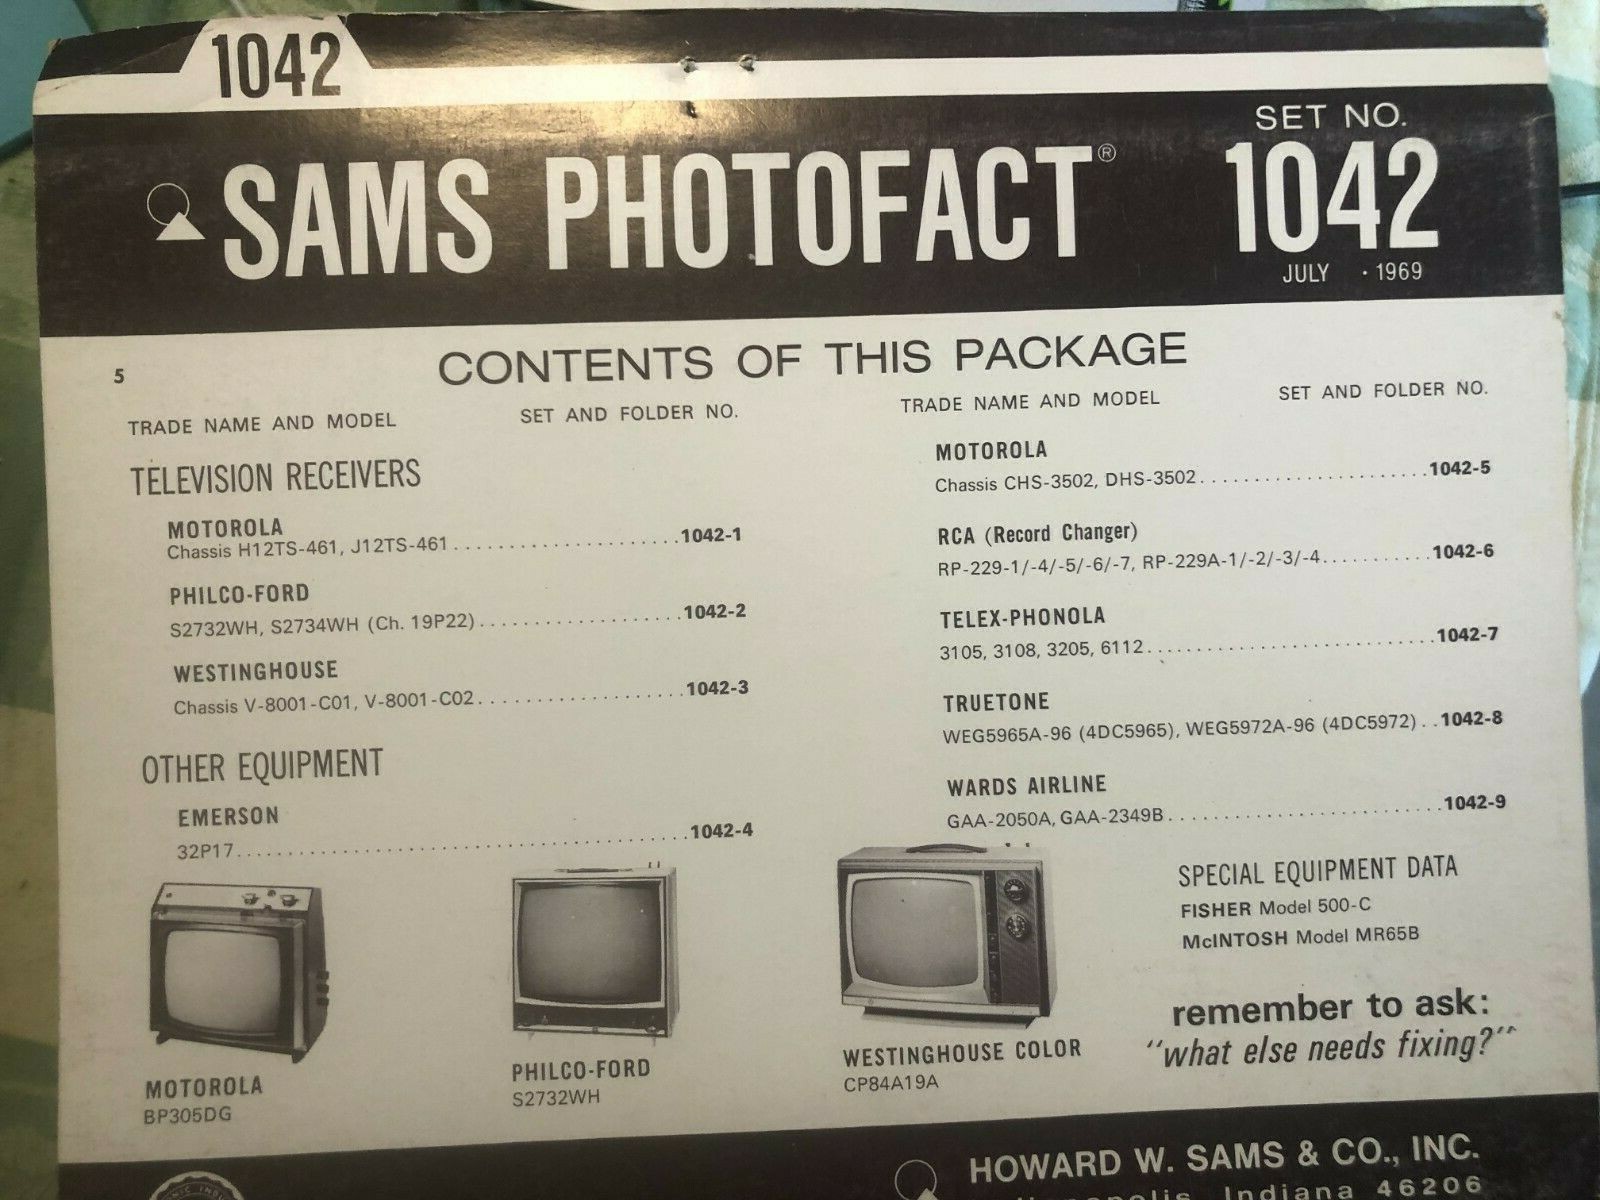 1042
SAMS PHOTOFACT®
SET NO.
1042
JULY · 1969
5
CONTENTS OF THIS PACKAGE
TRADE NAME AND MODEL SET AND FOLDER NO.
TELEVISION RECEIVERS
MOTOROLA
Chassis H12TS-461, J12TS-461 . . . . . . . . . . . . . . . . . . . . 1042-1
PHILCO-FORD
S2732WH, S2734WH (Ch. 19P22) . . . . . . . . . . . . . . . . . . 1042-2
WESTINGHOUSE
Chassis V-8001-C01, V-8001-C02 . . . . . . . . . . . . . . . . . . 1042-3
OTHER EQUIPMENT
EMERSON
32P17 . . . . . . . . . . . . . . . . . . . . . . . . . . . . . . . . . . . . 1042-4
TRADE NAME AND MODEL SET AND FOLDER NO.
MOTOROLA
Chassis CHS-3502, DHS-3502 . . . . . . . . . . . . . . . . . . . . 1042-5
RCA (Record Changer)
RP-229-1/-4/-5/-6/-7, RP-229A-1/-2/-3/-4 . . . . . . . . . . 1042-6
TELEX-PHONOLA
3105, 3108, 3205, 6112 . . . . . . . . . . . . . . . . . . . . . . . . 1042-7
TRUETONE
WEG5965A-96 (4DC5965), WEG5972A-96 (4DC5972) . . 1042-8
WARDS AIRLINE
GAA-2050A, GAA-2349B . . . . . . . . . . . . . . . . . . . . . . . 1042-9
SPECIAL EQUIPMENT DATA
FISHER Model 500-C
McINTOSH Model MR65B
remember to ask:
"what else needs fixing?"
MOTOROLA
BP305DG
PHILCO-FORD
S2732WH
WESTINGHOUSE COLOR
CP84A19A
HOWARD W. SAMS & CO., INC.
Indiana 46206